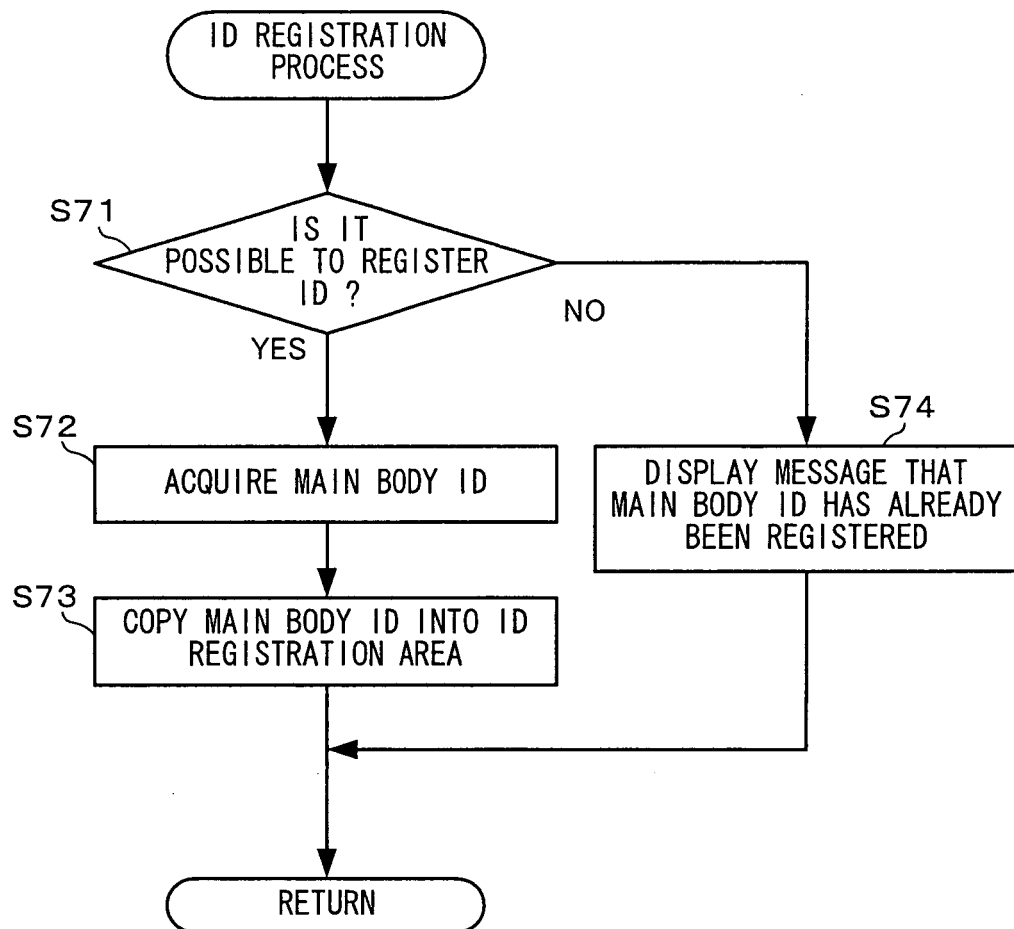 ID REGISTRATION
PROCESS
S71
IS IT
POSSIBLE TO REGISTER
ID ?
NO
YES
S72
ACQUIRE MAIN BODY ID
S74
DISPLAY MESSAGE THAT
MAIN BODY ID HAS ALREADY
BEEN REGISTERED
S73
COPY MAIN BODY ID INTO ID
REGISTRATION AREA
RETURN